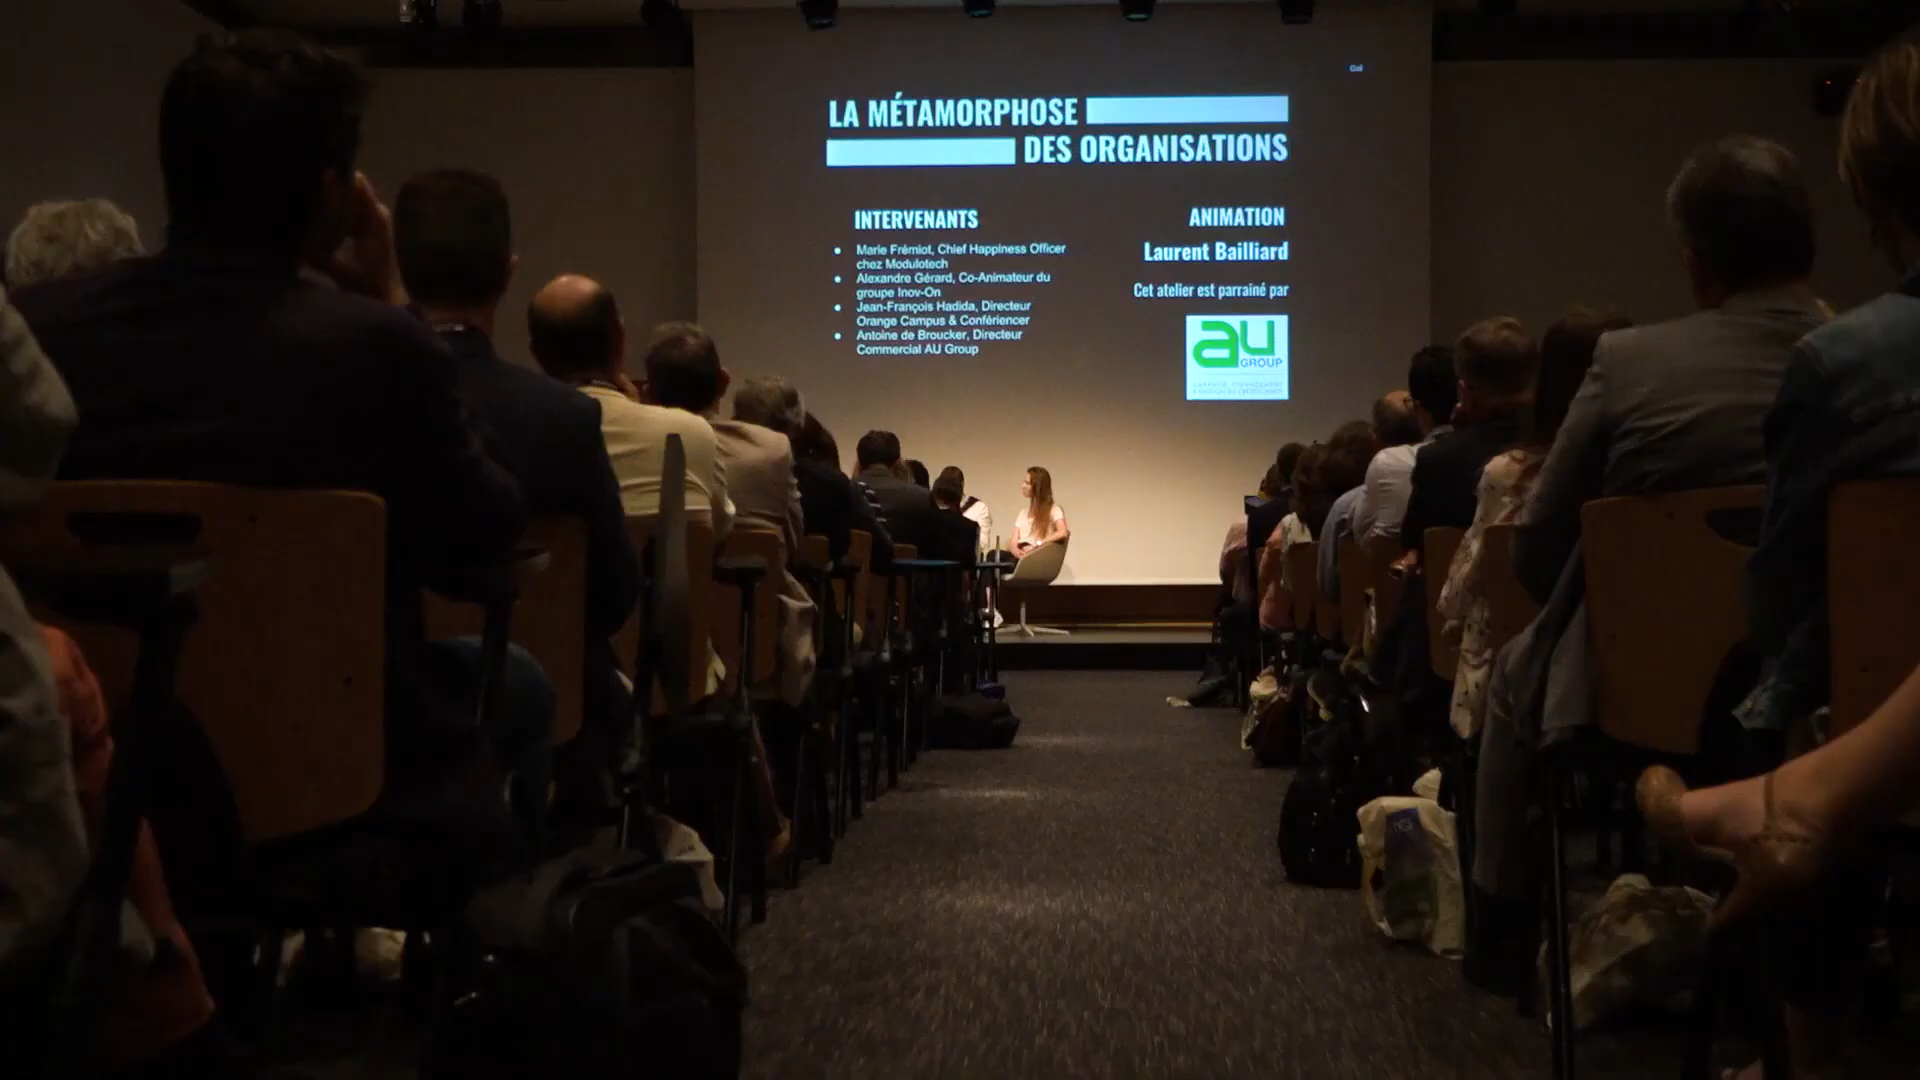 LA MÉTAMORPHOSE
DES ORGANISATIONS
INTERVENANTS
Marie Frémiot, Chief Happiness Officer
chez Modulotech
Alexandre Gérard, Co-Animateur du
groupe Inov-On
Jean-François Hadida, Directeur
Orange Campus & Conférencier
Antoine de Broucker, Directeur
Commercial AU Group
ANIMATION
Laurent Bailliard
Cet atelier est parrainé par
au
GROUP